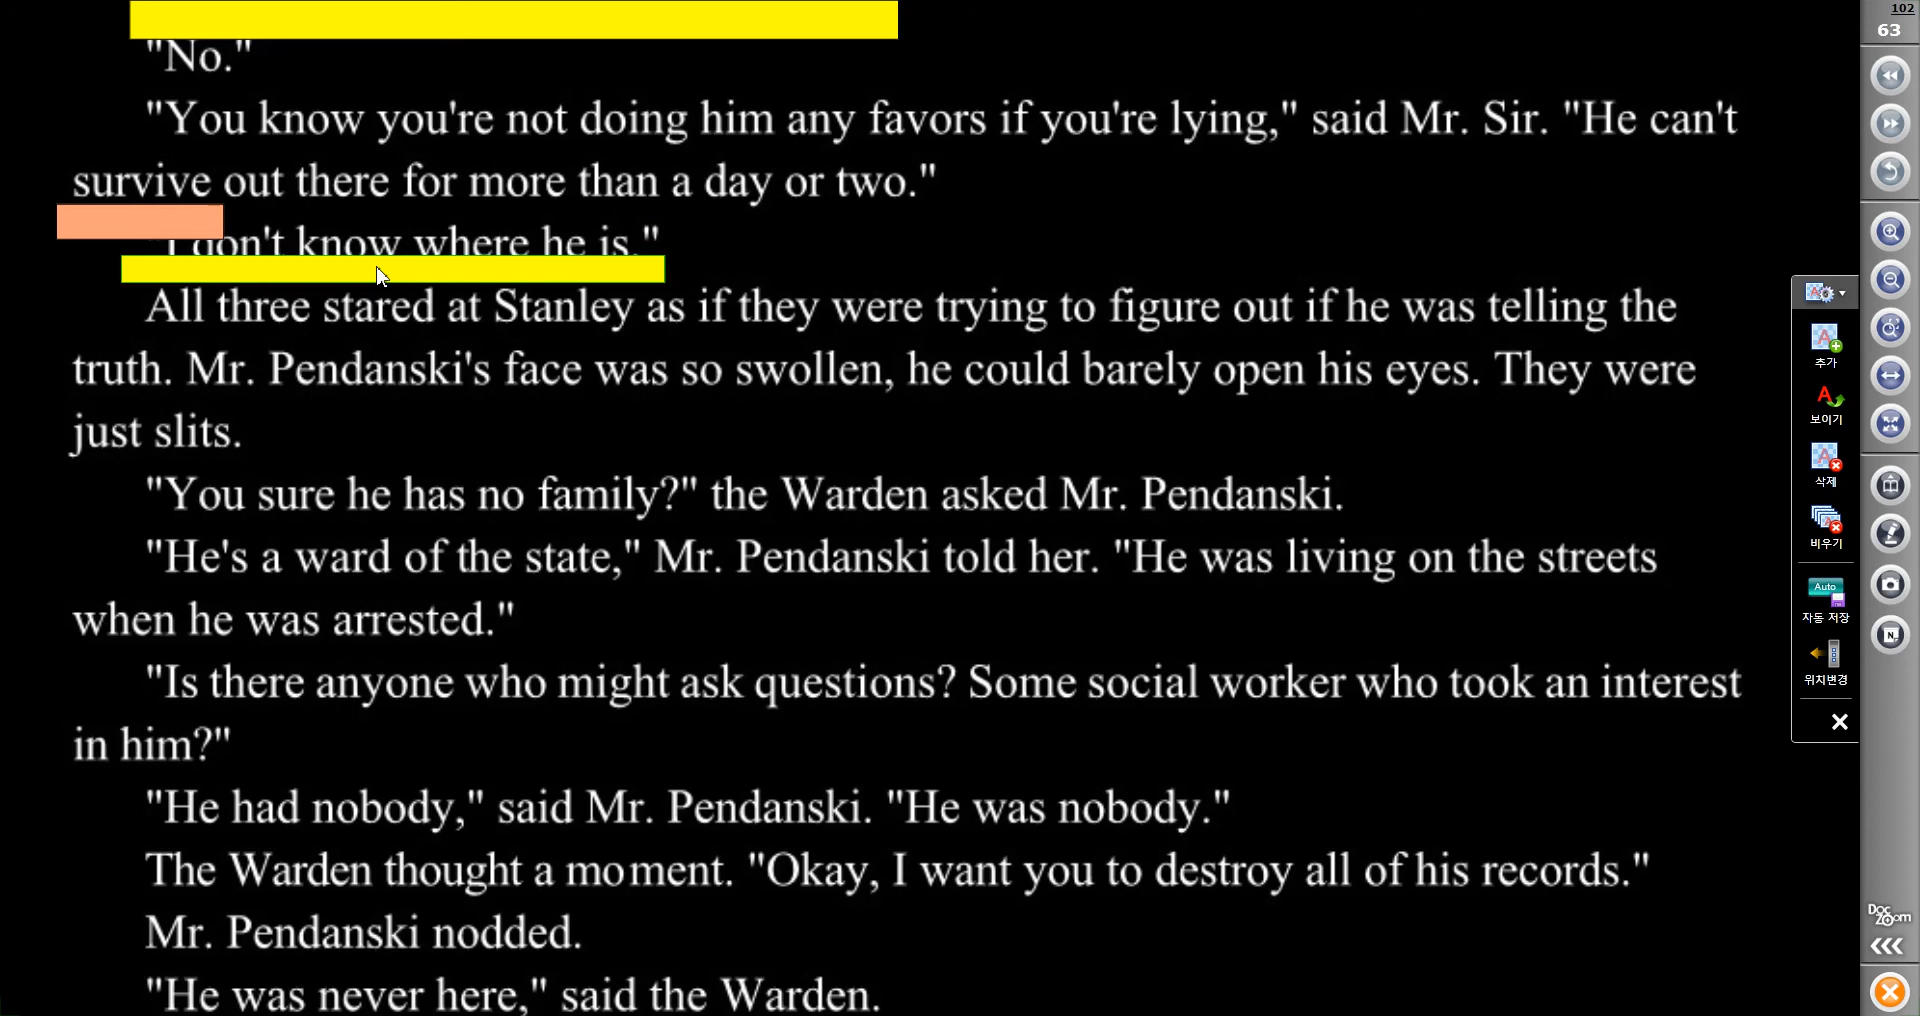 "No."
"You know you're not doing him any favors if you're lying," said Mr. Sir. "He can't
survive out there for more than a day or two."
"I don't know where he is."
All three stared at Stanley as if they were trying to figure out if he was telling the
truth. Mr. Pendanski's face was so swollen, he could barely open his eyes. They were
just slits.
"You sure he has no family?" the Warden asked Mr. Pendanski.
"He's a ward of the state," Mr. Pendanski told her. "He was living on the streets
when he was arrested."
"Is there anyone who might ask questions? Some social worker who took an interest
in him?"
"He had nobody," said Mr. Pendanski. "He was nobody."
The Warden thought a moment. "Okay, I want you to destroy all of his records."
Mr. Pendanski nodded.
"He was never here," said the Warden.
102
63
추가
보이기
삭제
비우기
Auto
자동 저장
위치변경
Doc
Zoom